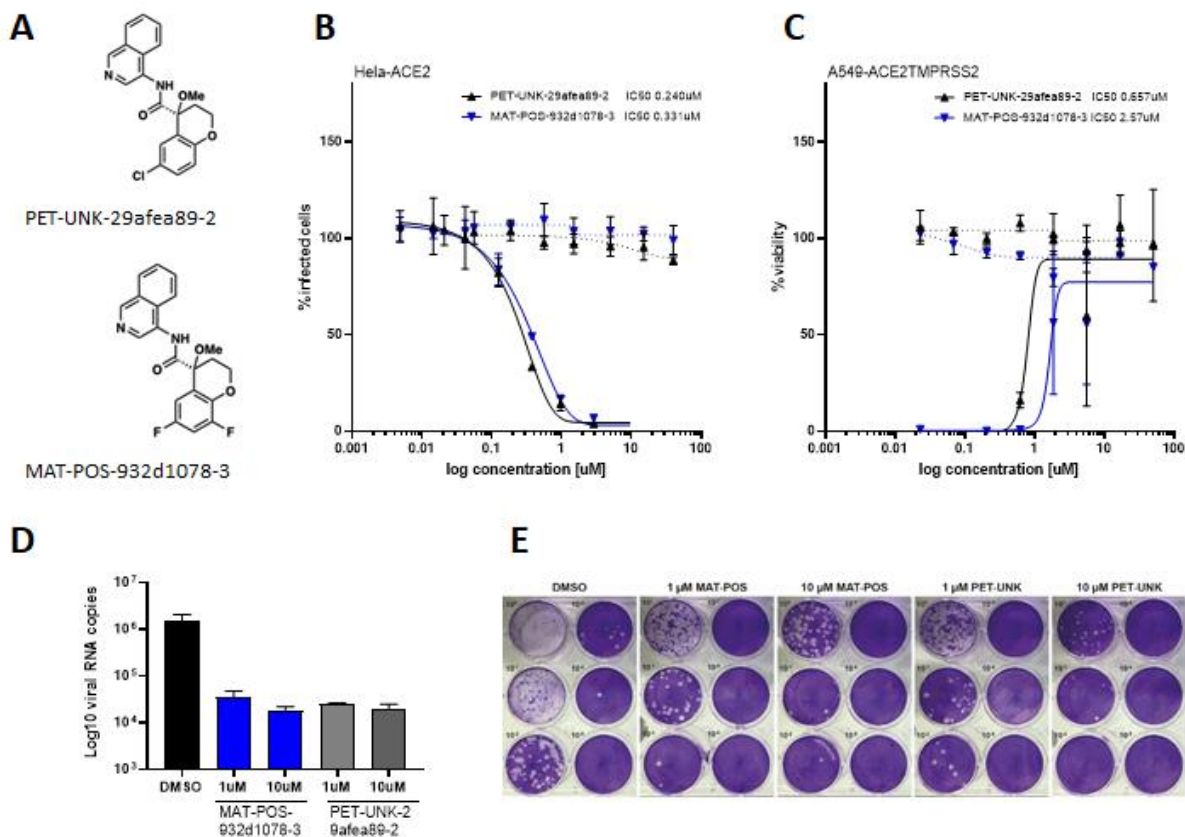 A
N
NH
OMe
O
O
Cl
PET-UNK-29afea89-2
N
NH
OMe
O
O
F
F
MAT-POS-932d1078-3
B
Hela-ACE2
PET-UNK-29afea89-2 IC50 0.240uM
MAT-POS-932d1078-3 IC50 0.331uM
% infected cells
150
100
50
0
0.001 0.01 0.1 1 10 100
log concentration [uM]
C
A549-ACE2TMPRSS2
PET-UNK-29afea89-2 IC50 0.657uM
MAT-POS-932d1078-3 IC50 2.57uM
% viability
150
100
50
0
0.001 0.01 0.1 1 10 100
log concentration [uM]
D
Log10 viral RNA copies
10⁷
10⁶
10⁵
10⁴
10³
DMSO 1uM 10uM 1uM 10uM
MAT-POS-
932d1078-3
PET-UNK-2
9afea89-2
E
DMSO 1 µM MAT-POS 10 µM MAT-POS 1 µM PET-UNK 10 µM PET-UNK